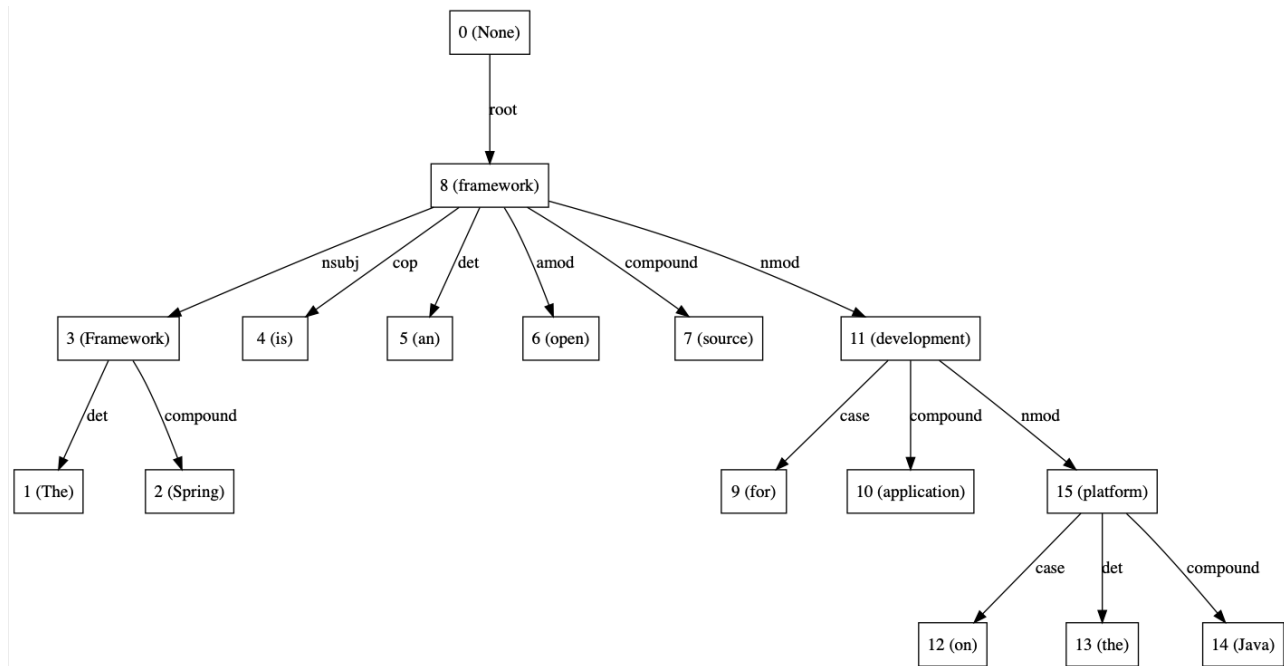 0 (None)
root
8 (framework)
nsubj cop det amod compound nmod
3 (Framework) 4 (is) 5 (an) 6 (open) 7 (source) 11 (development)
det compound case compound nmod
1 (The) 2 (Spring) 9 (for) 10 (application) 15 (platform)
case det compound
12 (on) 13 (the) 14 (Java)